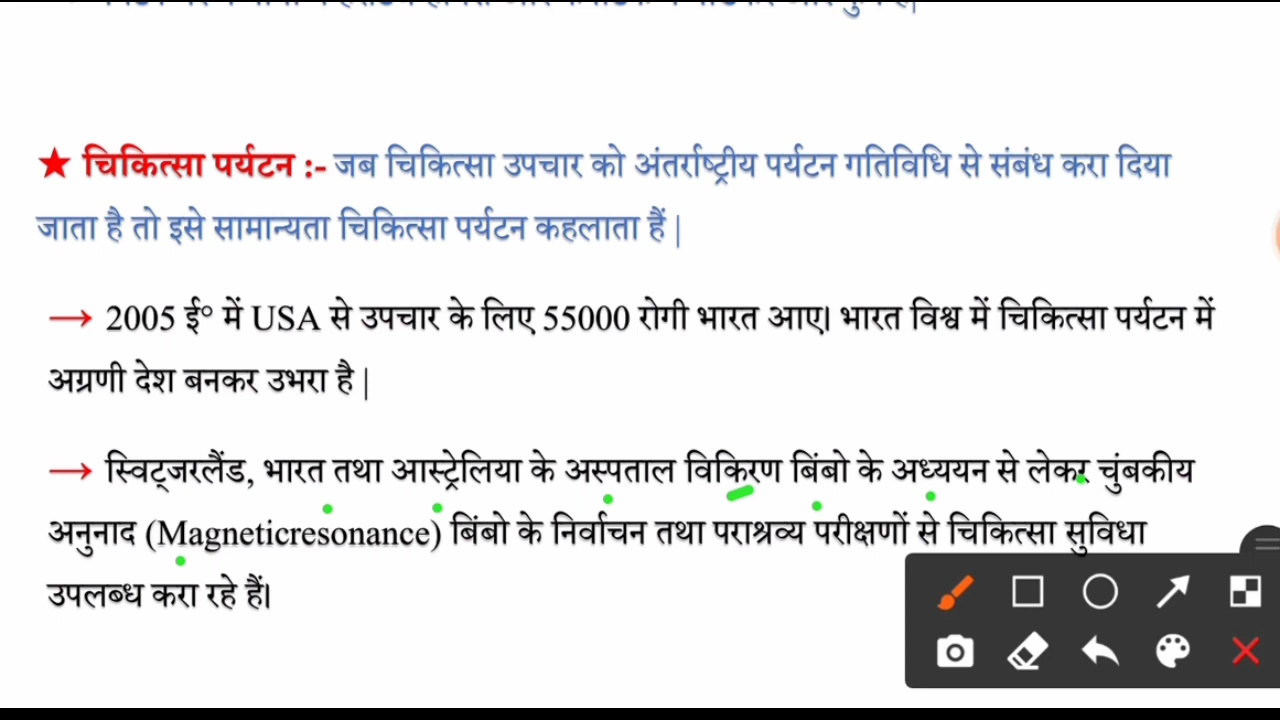 ★ चिकित्सा पर्यटन :- जब चिकित्सा उपचार को अंतर्राष्ट्रीय पर्यटन गतिविधि से संबंध करा दिया
जाता है तो इसे सामान्यता चिकित्सा पर्यटन कहलाता हैं |
→ 2005 ई° में USA से उपचार के लिए 55000 रोगी भारत आए। भारत विश्व में चिकित्सा पर्यटन में
अग्रणी देश बनकर उभरा है |
→ स्विट्जरलैंड, भारत तथा आस्ट्रेलिया के अस्पताल विकिरण बिंबो के अध्ययन से लेकर चुंबकीय
अनुनाद (Magneticresonance) बिंबो के निर्वाचन तथा पराश्रव्य परीक्षणों से चिकित्सा सुविधा
उपलब्ध करा रहे हैं।